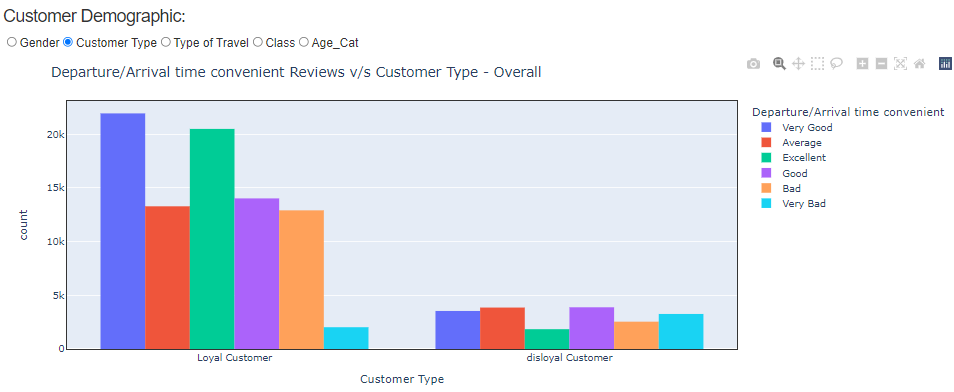 Customer Demographic:
Gender Customer Type Type of Travel Class Age_Cat
Departure/Arrival time convenient Reviews v/s Customer Type - Overall
Departure/Arrival time convenient
Very Good
Average
Excellent
Good
Bad
Very Bad
count
20k
15k
10k
5k
0
Loyal Customer
disloyal Customer
Customer Type